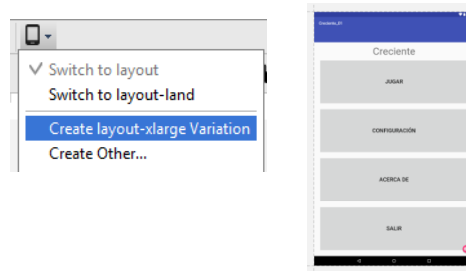 Switch to layout
Switch to layout-land
Create layout-xlarge Variation
Create Other...
Creciente_01
Creciente
JUGAR
CONFIGURACIÓN
ACERCA DE
SALIR